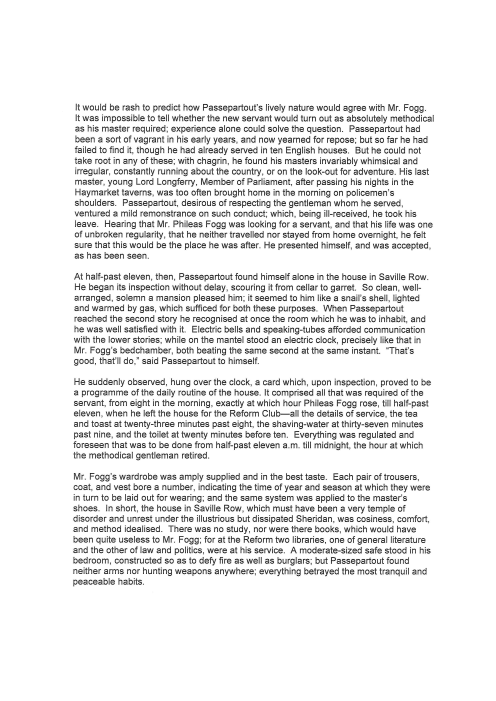 It would be rash to predict how Passepartout's lively nature would agree with Mr. Fogg.
It was impossible to tell whether the new servant would turn out as absolutely methodical
as his master required; experience alone could solve the question.  Passepartout had
been a sort of vagrant in his early years, and now yearned for repose; but so far he had
failed to find it, though he had already served in ten English houses.  But he could not
take root in any of these; with chagrin, he found his masters invariably whimsical and
irregular, constantly running about the country, or on the look-out for adventure. His last
master, young Lord Longferry, Member of Parliament, after passing his nights in the
Haymarket taverns, was too often brought home in the morning on policemen's
shoulders.  Passepartout, desirous of respecting the gentleman whom he served,
ventured a mild remonstrance on such conduct; which, being ill-received, he took his
leave.  Hearing that Mr. Phileas Fogg was looking for a servant, and that his life was one
of unbroken regularity, that he neither travelled nor stayed from home overnight, he felt
sure that this would be the place he was after. He presented himself, and was accepted,
as has been seen.

At half-past eleven, then, Passepartout found himself alone in the house in Saville Row.
He began its inspection without delay, scouring it from cellar to garret.  So clean, well-
arranged, solemn a mansion pleased him; it seemed to him like a snail's shell, lighted
and warmed by gas, which sufficed for both these purposes.  When Passepartout
reached the second story he recognised at once the room which he was to inhabit, and
he was well satisfied with it.  Electric bells and speaking-tubes afforded communication
with the lower stories; while on the mantel stood an electric clock, precisely like that in
Mr. Fogg's bedchamber, both beating the same second at the same instant.  "That's
good, that'll do," said Passepartout to himself.

He suddenly observed, hung over the clock, a card which, upon inspection, proved to be
a programme of the daily routine of the house. It comprised all that was required of the
servant, from eight in the morning, exactly at which hour Phileas Fogg rose, till half-past
eleven, when he left the house for the Reform Club—all the details of service, the tea
and toast at twenty-three minutes past eight, the shaving-water at thirty-seven minutes
past nine, and the toilet at twenty minutes before ten.  Everything was regulated and
foreseen that was to be done from half-past eleven a.m. till midnight, the hour at which
the methodical gentleman retired.

Mr. Fogg's wardrobe was amply supplied and in the best taste.  Each pair of trousers,
coat, and vest bore a number, indicating the time of year and season at which they were
in turn to be laid out for wearing; and the same system was applied to the master's
shoes.  In short, the house in Saville Row, which must have been a very temple of
disorder and unrest under the illustrious but dissipated Sheridan, was cosiness, comfort,
and method idealised.  There was no study, nor were there books, which would have
been quite useless to Mr. Fogg; for at the Reform two libraries, one of general literature
and the other of law and politics, were at his service.  A moderate-sized safe stood in his
bedroom, constructed so as to defy fire as well as burglars; but Passepartout found
neither arms nor hunting weapons anywhere; everything betrayed the most tranquil and
peaceable habits.